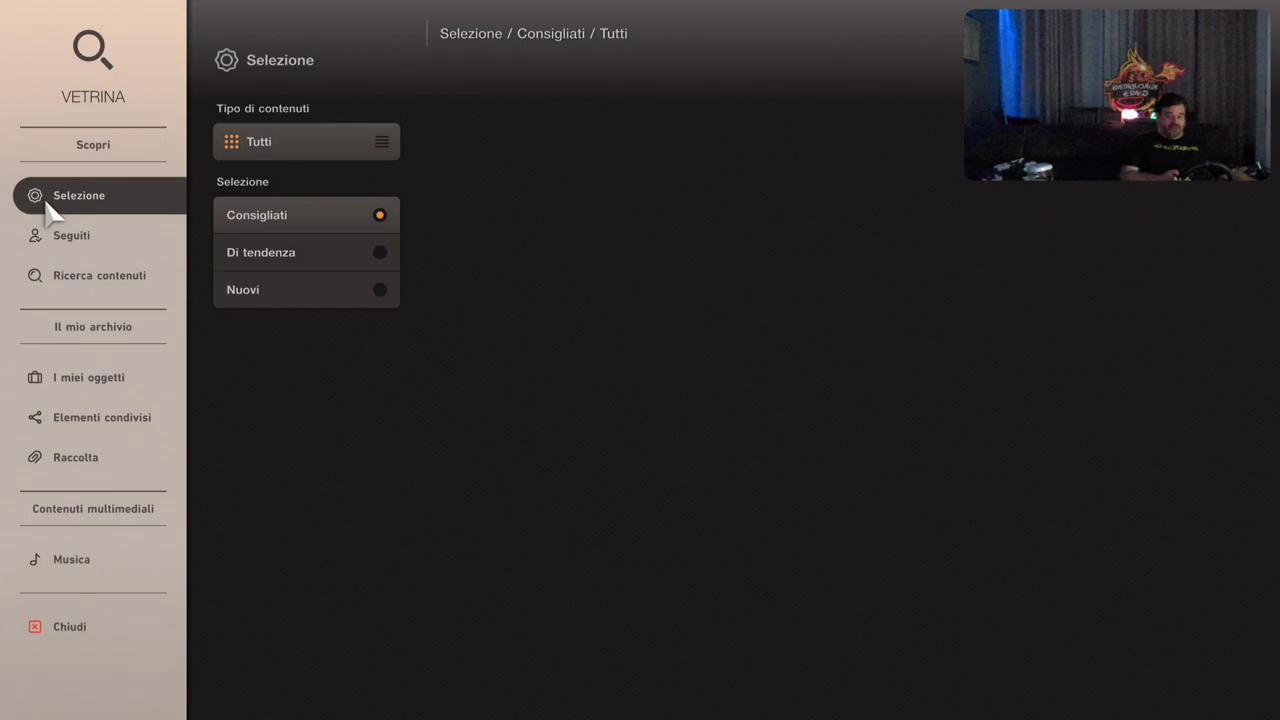 VETRINA
Scopri
Selezione
Seguiti
Ricerca contenuti
Il mio archivio
I miei oggetti
Elementi condivisi
Raccolta
Contenuti multimediali
Musica
Chiudi
Selezione / Consigliati / Tutti
Selezione
Tipo di contenuti
Tutti
Selezione
Consigliati
Di tendenza
Nuovi